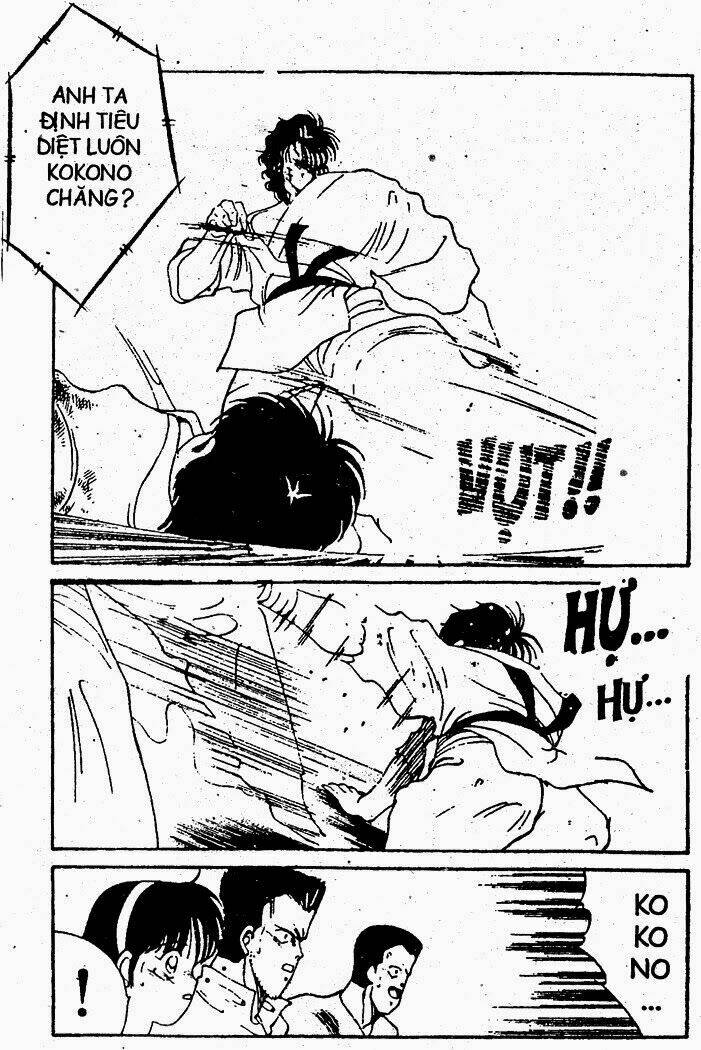 ANH TA
ĐỊNH TIÊU
DIỆT LUÔN
KOKONO
CHĂNG?
VỤT!!
HỰ...
HỰ...
KO
KO
NO
...
!